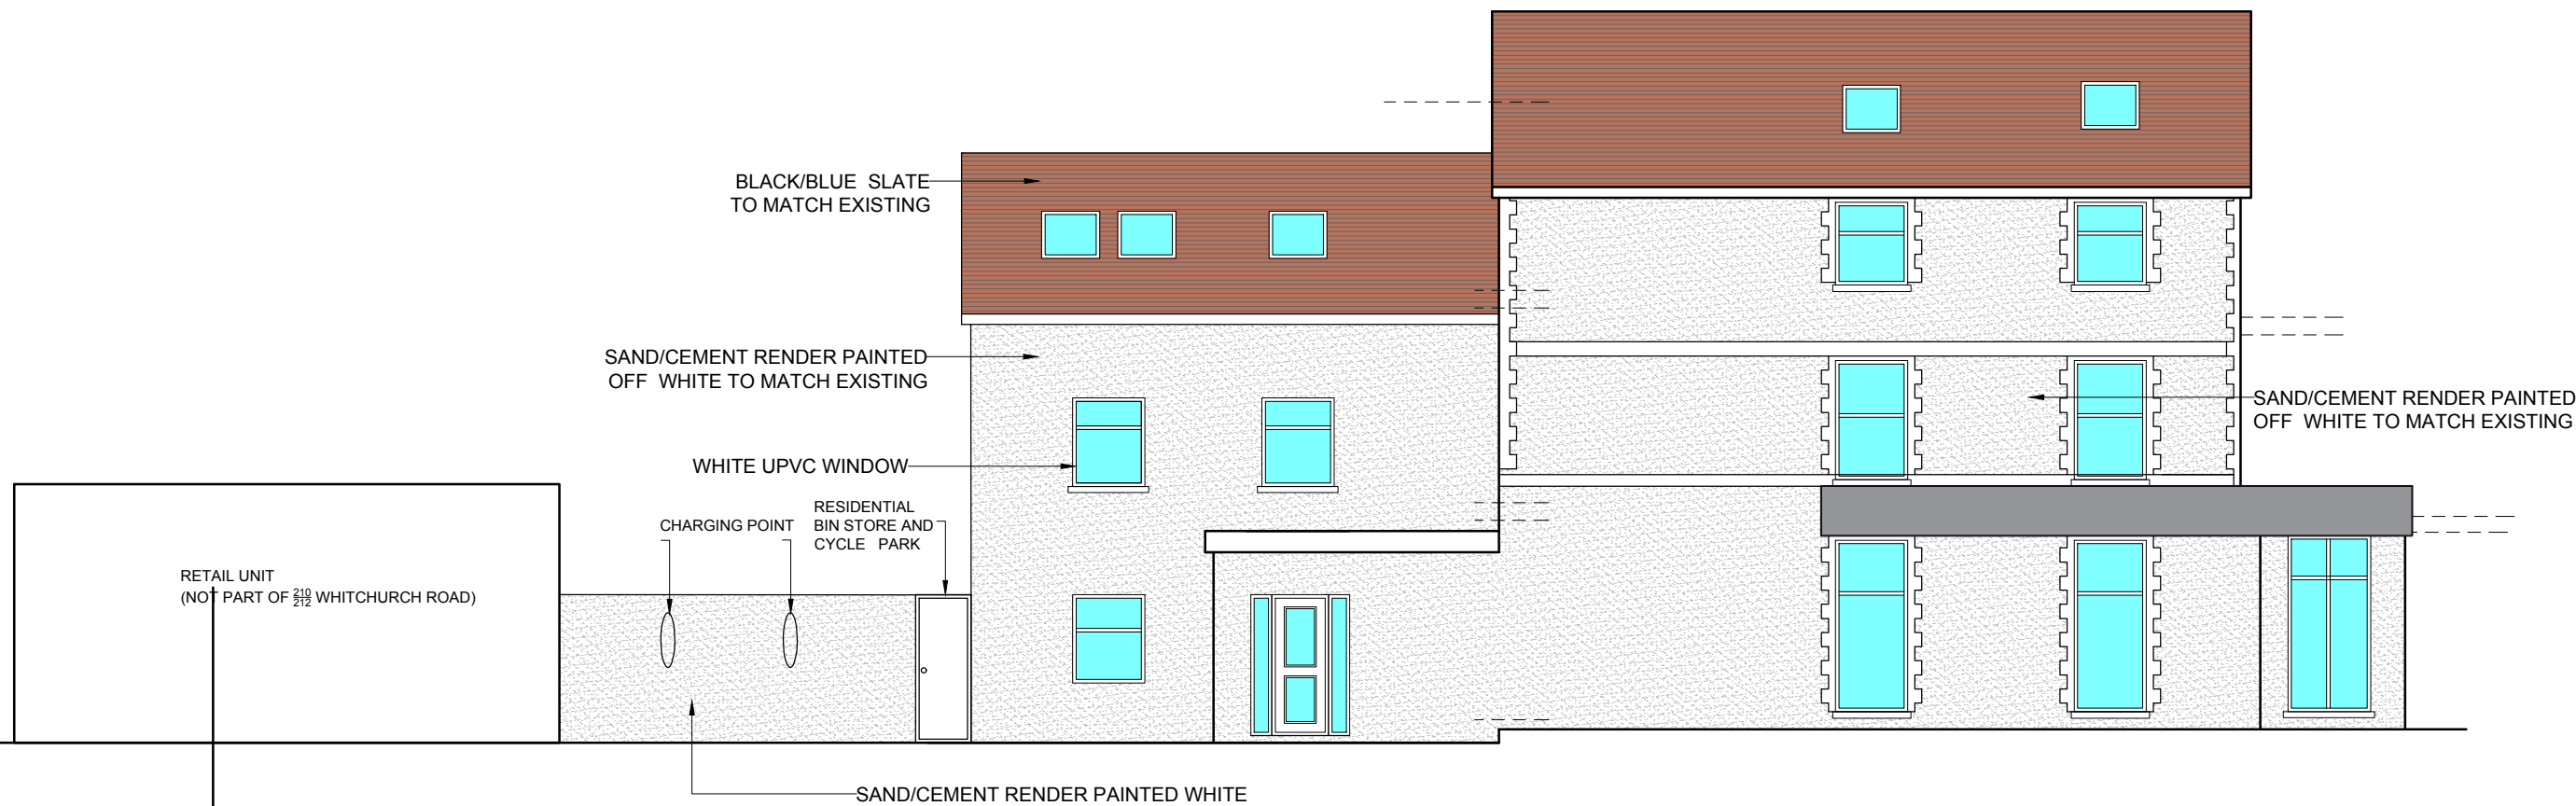 BLACK/BLUE SLATE
TO MATCH EXISTING
SAND/CEMENT RENDER PAINTED
OFF WHITE TO MATCH EXISTING
SAND/CEMENT RENDER PAINTED
OFF WHITE TO MATCH EXISTING
WHITE UPVC WINDOW
RESIDENTIAL
BIN STORE AND
CYCLE PARK
CHARGING POINT
RETAIL UNIT
(NOT PART OF 210/212 WHITCHURCH ROAD)
SAND/CEMENT RENDER PAINTED WHITE